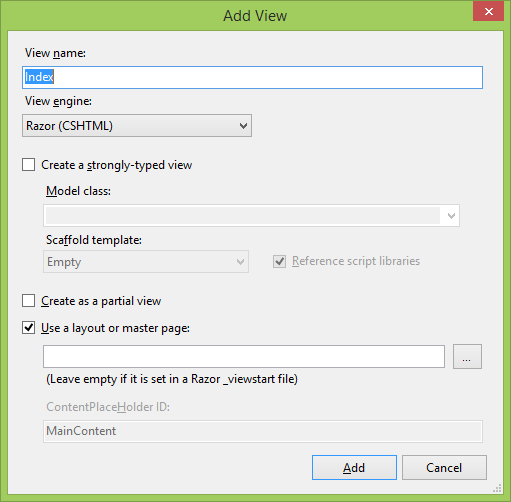 Add View
View name:
Index
View engine:
Razor (CSHTML)
Create a strongly-typed view
Model class:
Scaffold template:
Empty
Reference script libraries
Create as a partial view
Use a layout or master page:
...
(Leave empty if it is set in a Razor _viewstart file)
ContentPlaceHolder ID:
MainContent
Add Cancel